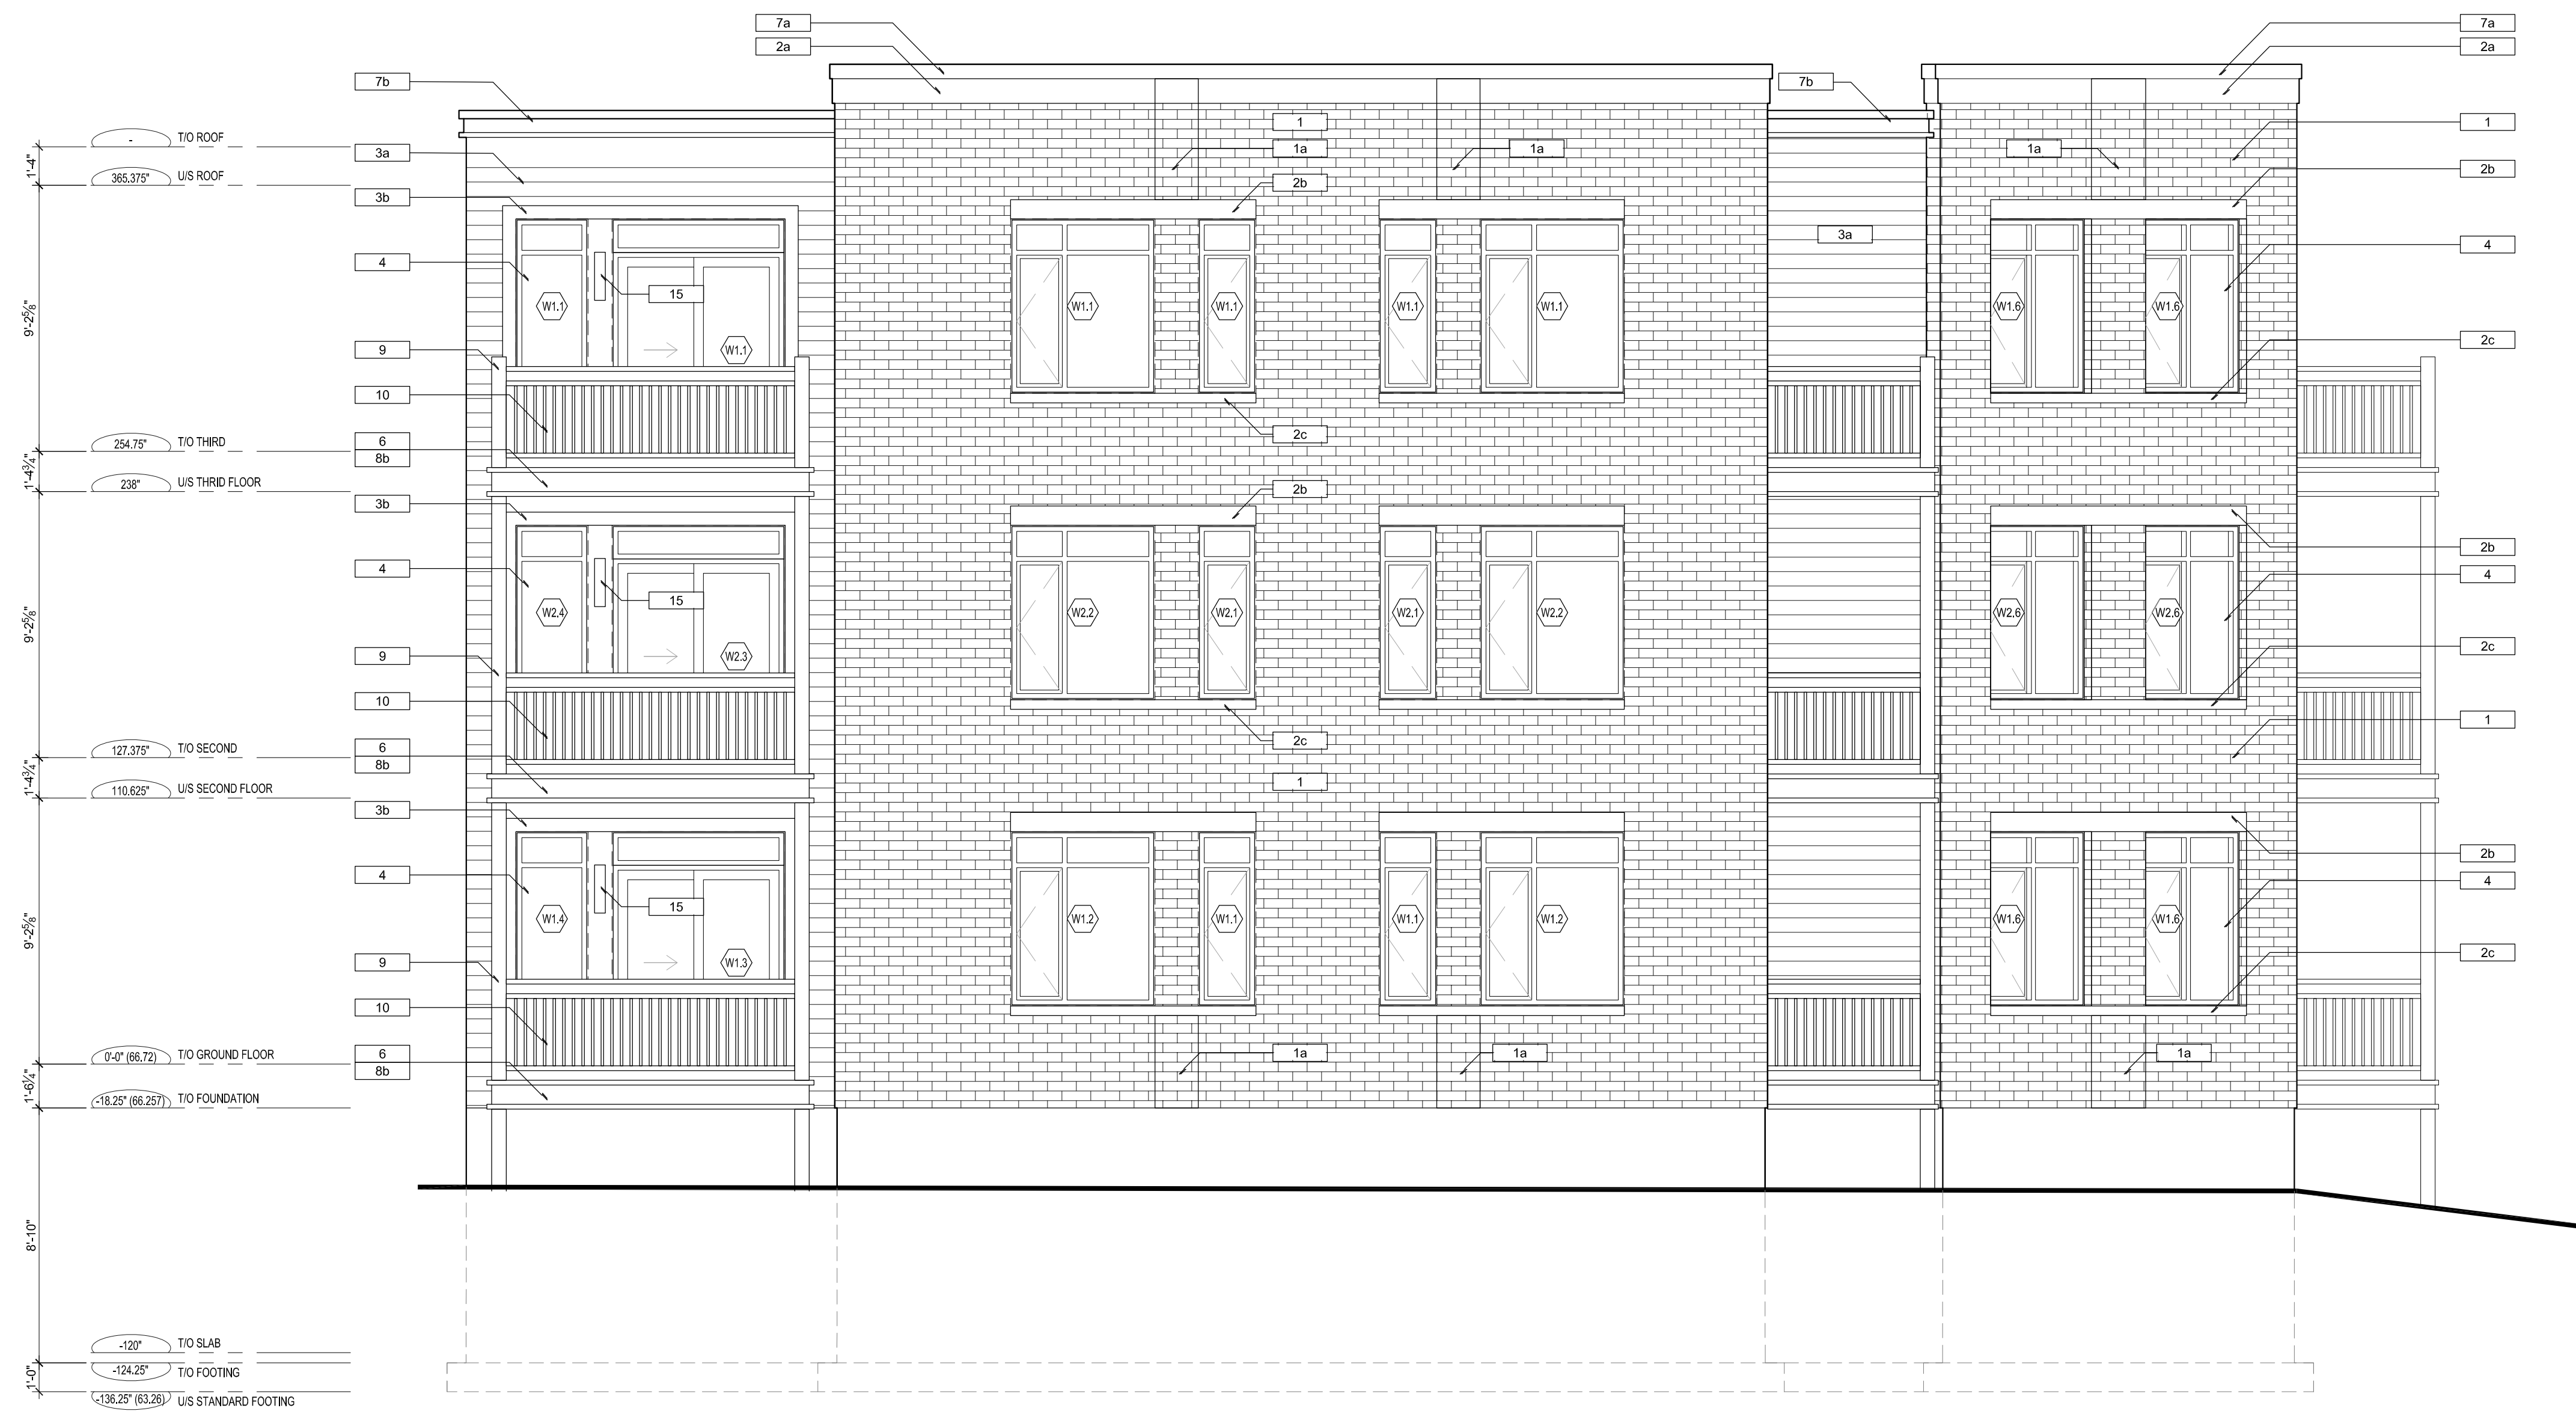 7a
7a
2a
2a
7b
7b
- T/O ROOF
1
1
1'-4"
3a
1a
1a
1a
365.375" U/S ROOF
2b
2b
3b
3a
4
4
15
W1.1
W1.1
W1.1
W1.1
W1.1
W1.6
W1.6
9'-2⅝"
9
W1.1
2c
10
254.75" T/O THIRD
6
8b
2c
1'-4¾"
238" U/S THRID FLOOR
3b
2b
2b
4
4
15
W2.4
W2.2
W2.1
W2.1
W2.2
W2.6
W2.6
9'-2⅝"
9
W2.3
2c
10
1
127.375" T/O SECOND
6
8b
2c
1'-4¾"
110.625" U/S SECOND FLOOR
1
3b
2b
4
4
15
W1.4
W1.2
W1.1
W1.1
W1.2
W1.6
W1.6
9'-2⅝"
9
W1.3
2c
10
0'-0" (66.72) T/O GROUND FLOOR
6
8b
1a
1a
1a
1'-6¼"
-18.25" (66.257) T/O FOUNDATION
8'-10"
-120" T/O SLAB
-124.25" T/O FOOTING
1'-0"
-136.25" (63.26) U/S STANDARD FOOTING